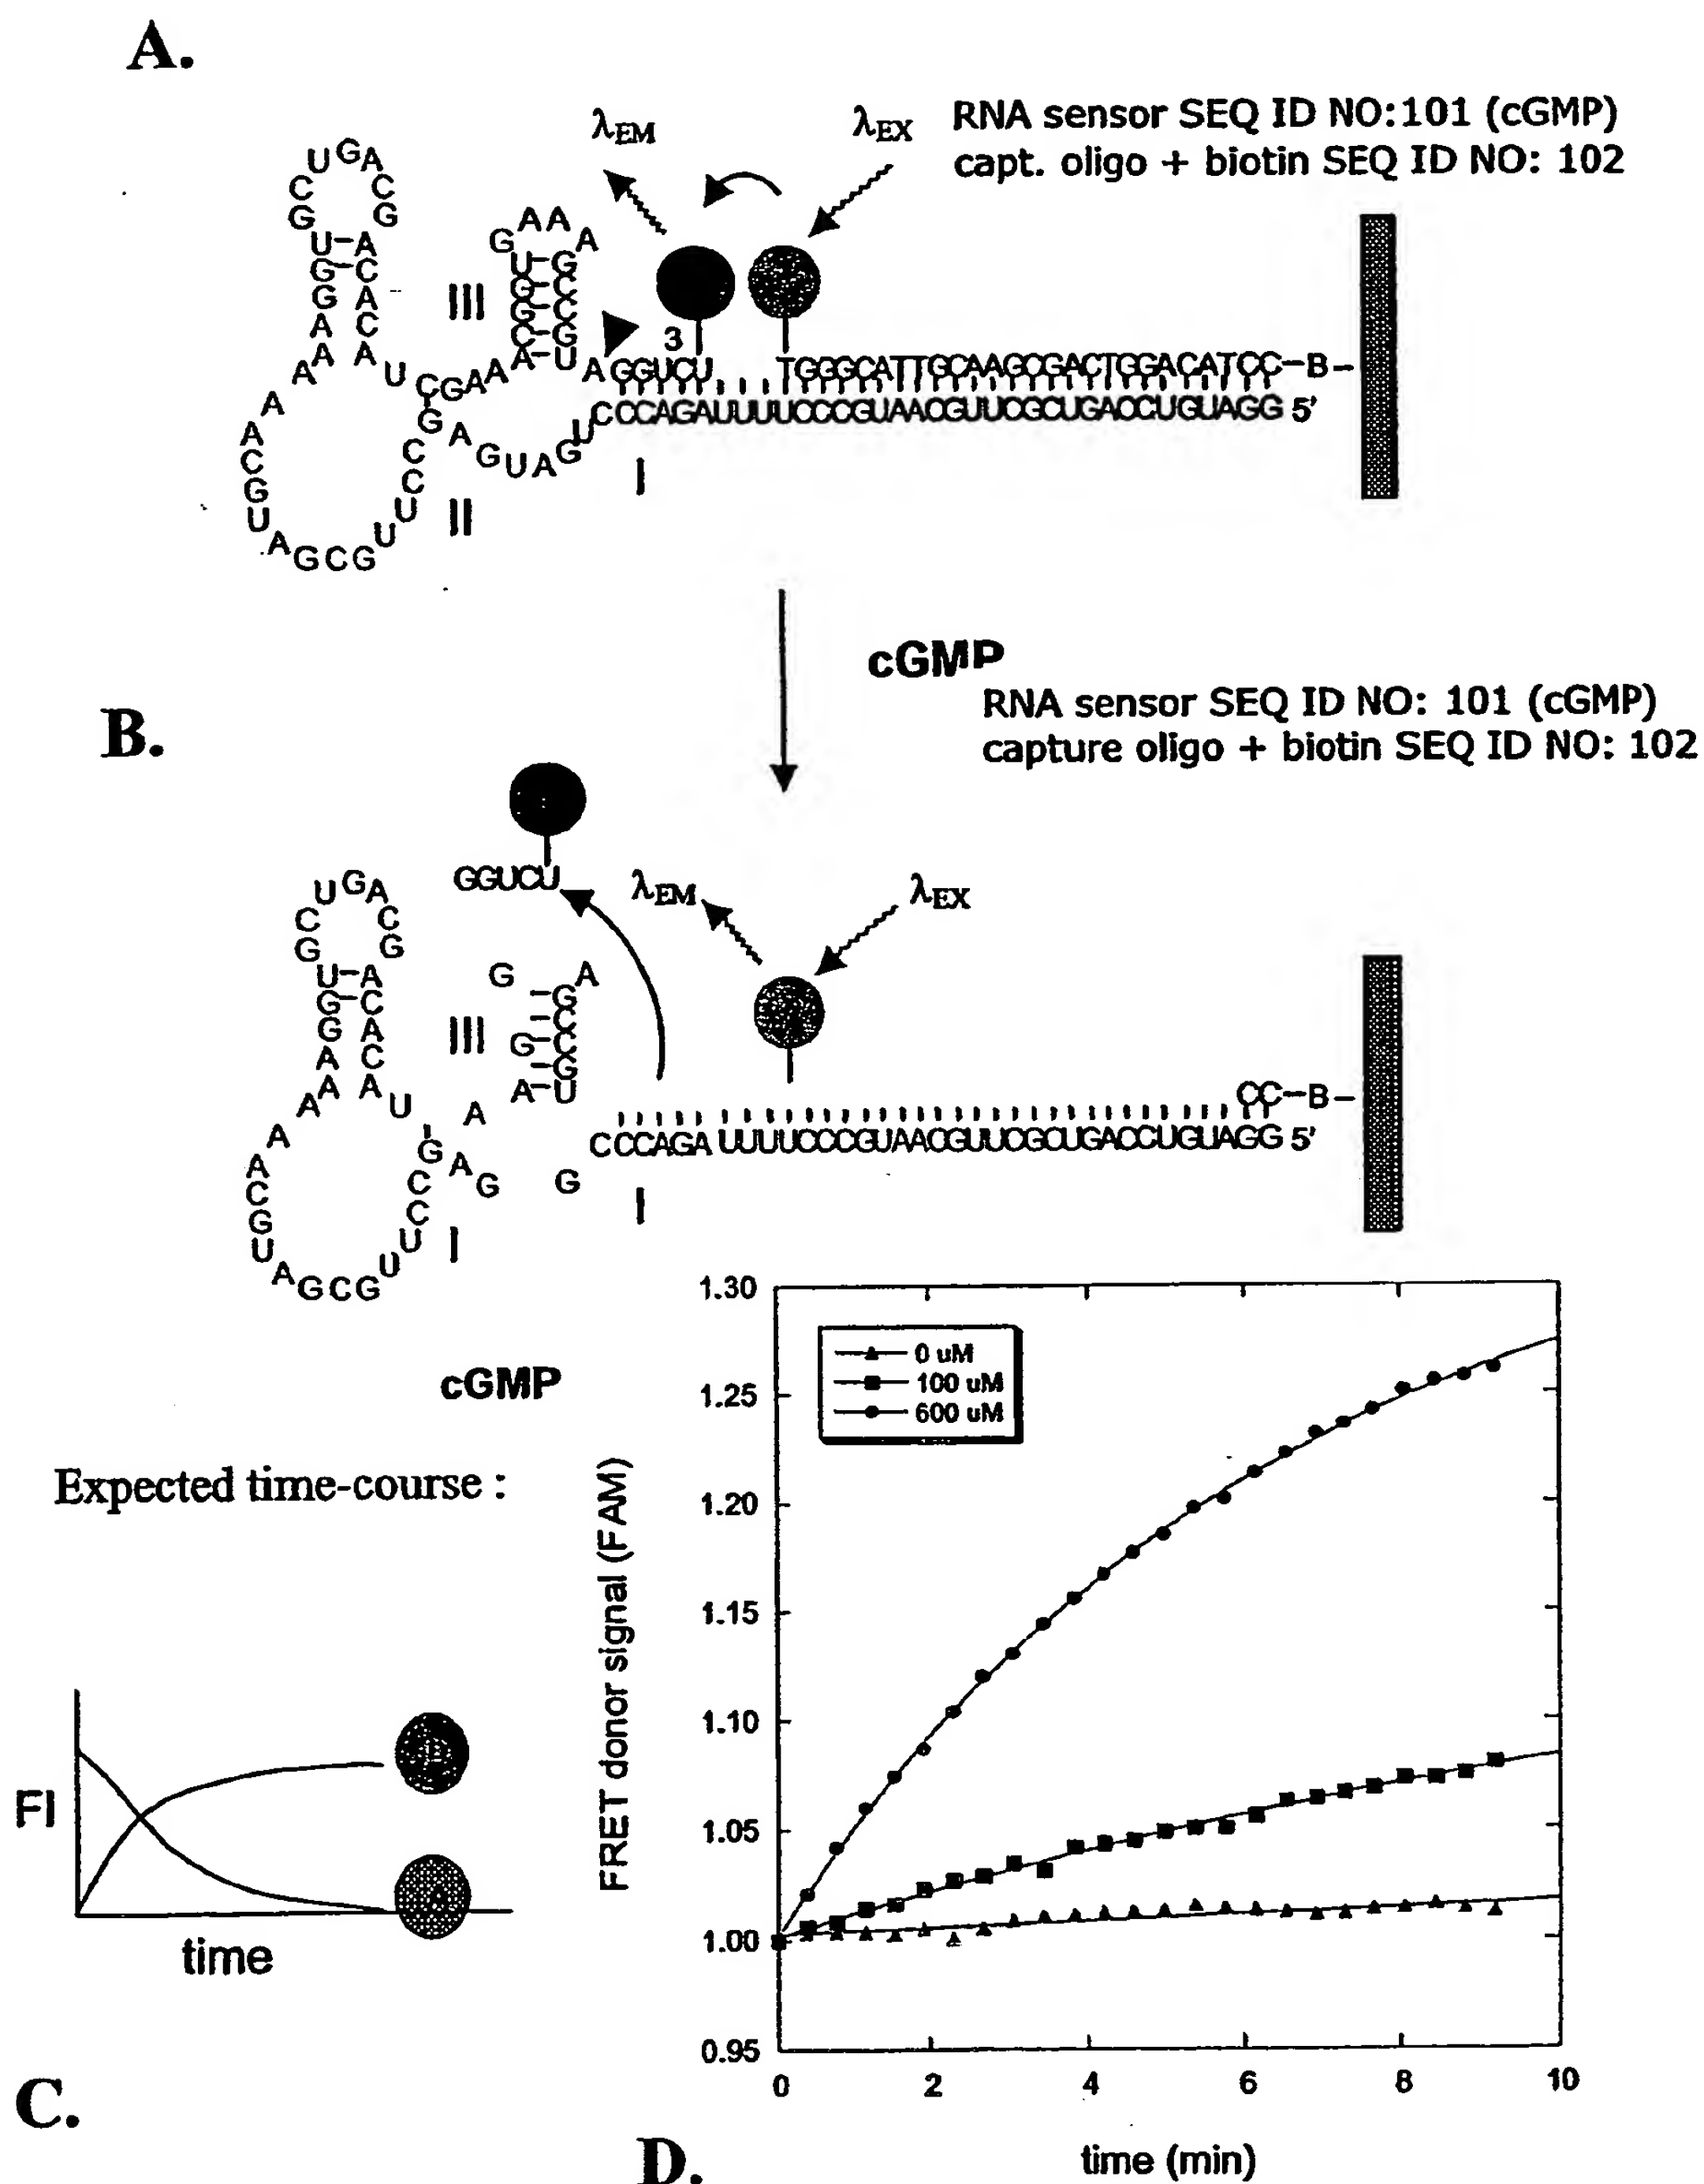 A.
λEM
λEX
RNA sensor SEQ ID NO:101 (cGMP)
capt. oligo + biotin SEQ ID NO: 102
III
3
AGGUCU
TGGGCATTGCAAGCGACTGGACATCC-B-
CCCAGAUUUUCCCGUAACGUUCGCUGACCUGUAGG 5'
I
II
cGMP
RNA sensor SEQ ID NO: 101 (cGMP)
capture oligo + biotin SEQ ID NO: 102
B.
GGUCU
λEM
λEX
III
CC-B-
CCCAGA UUUUCCCGUAACGUUCGCUGACCUGUAGG 5'
I
I
cGMP
Expected time-course :
FI
B
A
time
C.
1.30
1.25
1.20
1.15
1.10
1.05
1.00
0.95
0 uM
100 uM
600 uM
FRET donor signal (FAM)
0 2 4 6 8 10
time (min)
D.